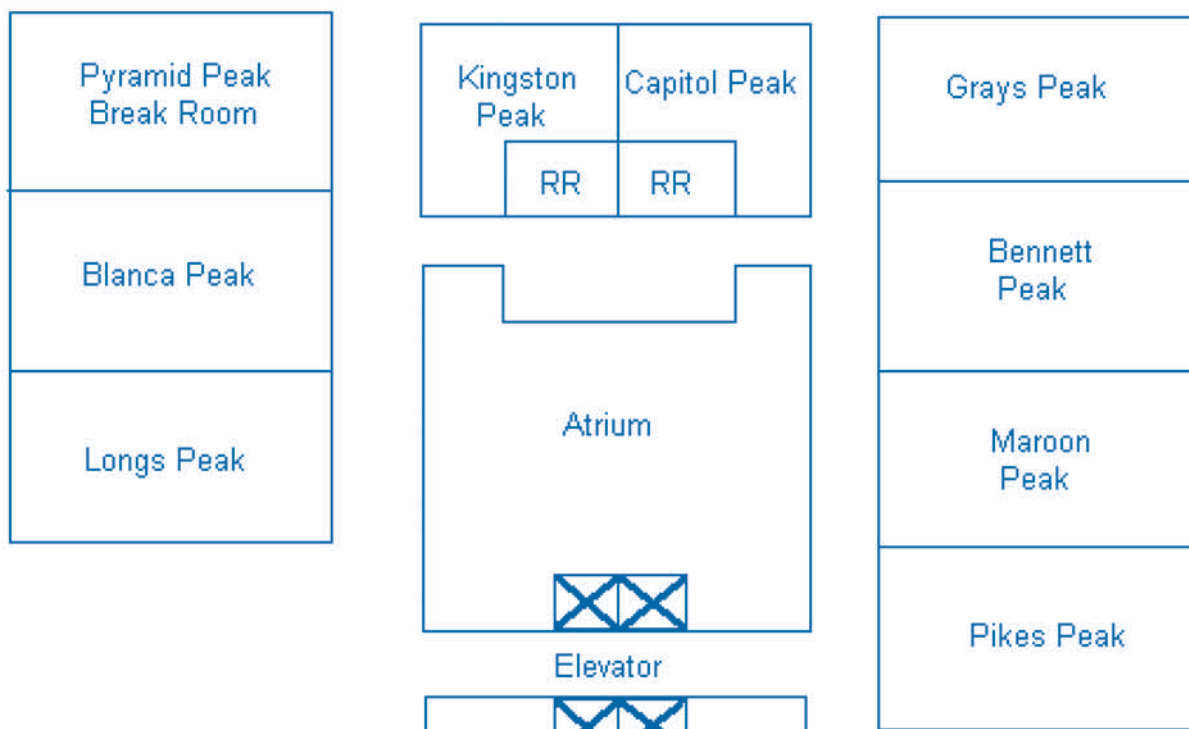 Pyramid Peak
Break Room
Kingston
Peak
Capitol Peak
Grays Peak
RR
RR
Blanca Peak
Bennett
Peak
Atrium
Longs Peak
Maroon
Peak
Pikes Peak
Elevator